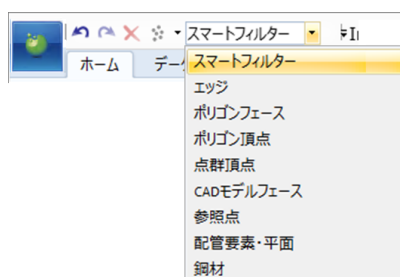 スマートフィルター
ホーム
スマートフィルター
エッジ
ポリゴンフェース
ポリゴン頂点
点群頂点
CADモデルフェース
参照点
配管要素・平面
鋼材